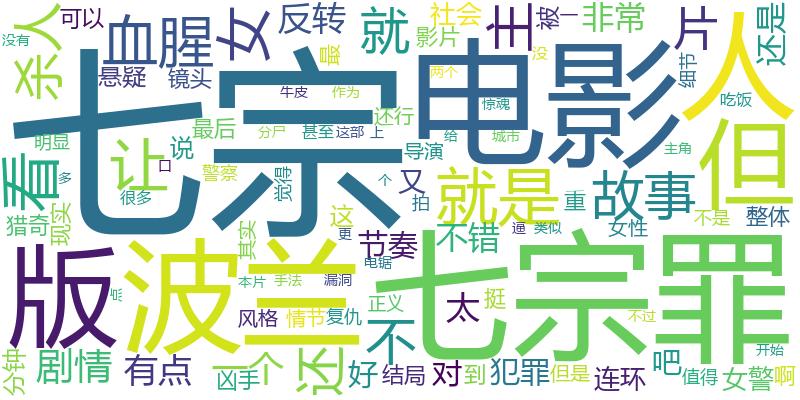 没有
可以
血腥
女
反转
就
社会
影片
主
被
一
非常
片
还是
杀人
悬疑
镜头
最
七宗
电影
两个
没
细节
人
牛皮
作为
惊魂
吃饭
明显
让
说
最后
分尸
甚至
这部
上
还行
导演
给
城市
主角
但
看
多
很多
口
警察
觉得
个
又
拍
就是
故事
重
整体
猎奇
现实
这
其实
更
节奏
不错
逼
类似
女性
不是
版
波兰
电锯
七宗罪
本片
手法
漏洞
正义
挺
太
不过
风格
情节
复仇
不
开始
分钟
剧情
有点
一个
凶手
还
好
结局
对
到
犯罪
但是
连环
吧
值得
女警
啊